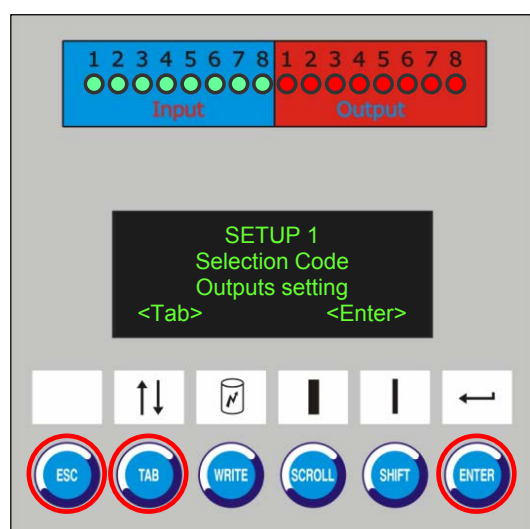 1 2 3 4 5 6 7 8 1 2 3 4 5 6 7 8
Input Output
SETUP 1
Selection Code
Outputs setting
<Tab> <Enter>
ESC TAB WRITE SCROLL SHIFT ENTER